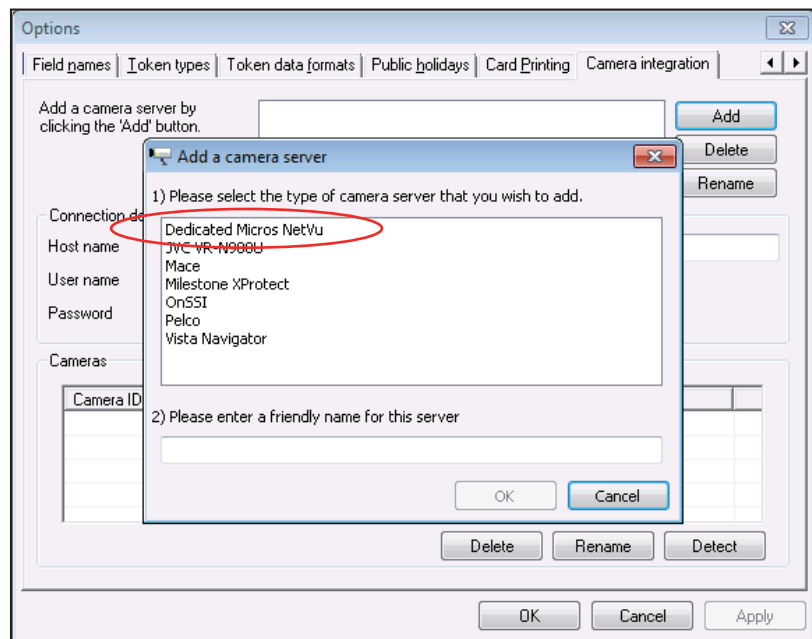 Options
Field names
Token types
Token data formats
Public holidays
Card Printing
Camera integration
Add a camera server by
clicking the 'Add' button.
Add
Delete
Rename
Connection de
Host name
User name
Password
Cameras
Camera ID
Delete
Rename
Detect
OK
Cancel
Apply
Add a camera server
1) Please select the type of camera server that you wish to add.
Dedicated Micros NetVu
JVC VR-N900U
Mace
Milestone XProtect
OnSSI
Pelco
Vista Navigator
2) Please enter a friendly name for this server
OK
Cancel